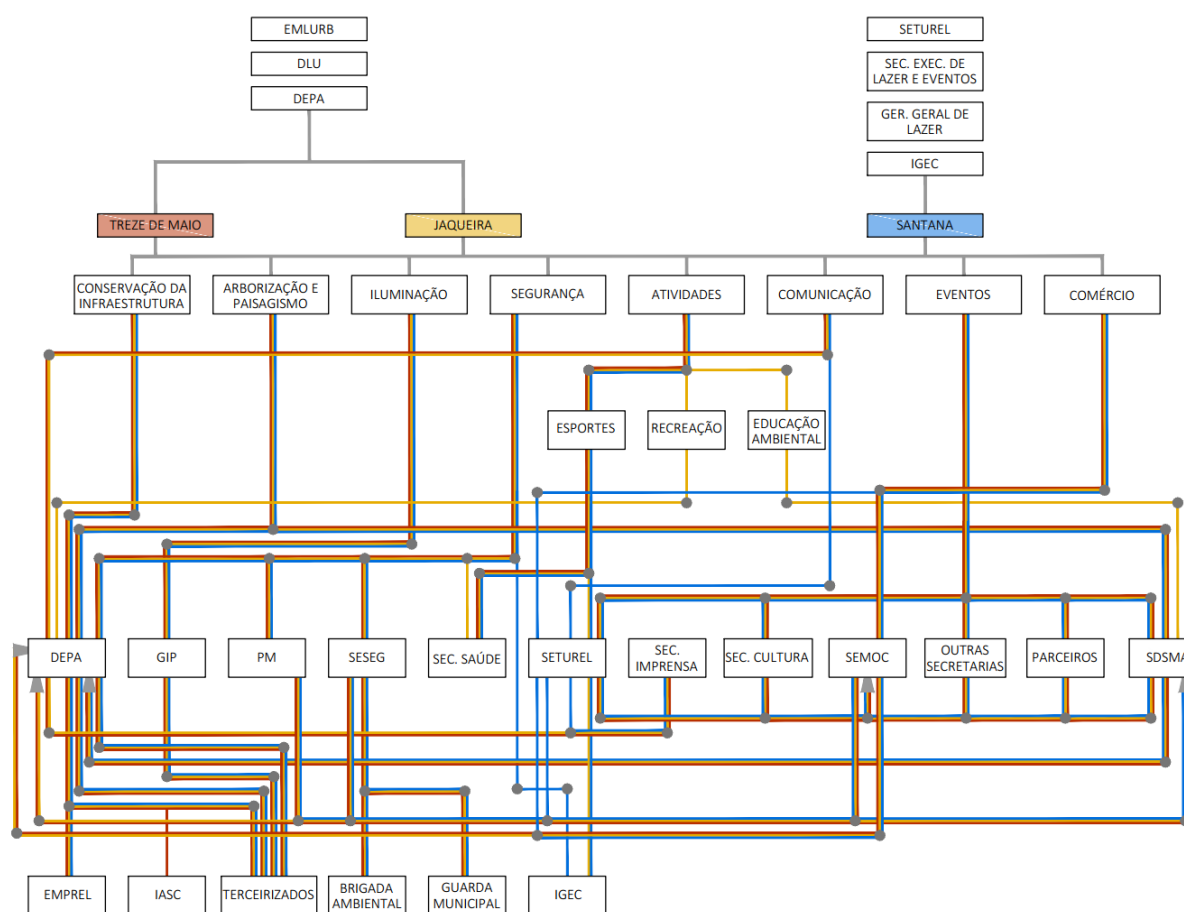 EMLURB
DLU
DEPA
SETUREL
SEC. EXEC. DE
LAZER E EVENTOS
GER. GERAL DE
LAZER
IGEC
TREZE DE MAIO
JAQUEIRA
SANTANA
CONSERVAÇÃO DA
INFRAESTRUTURA
ARBORIZAÇÃO E
PAISAGISMO
ILUMINAÇÃO
SEGURANÇA
ATIVIDADES
COMUNICAÇÃO
EVENTOS
COMÉRCIO
ESPORTES
RECREAÇÃO
EDUCAÇÃO
AMBIENTAL
DEPA
GIP
PM
SESEG
SEC. SAÚDE
SETUREL
SEC.
IMPRENSA
SEC. CULTURA
SEMOC
OUTRAS
SECRETARIAS
PARCEIROS
SDSMA
EMPREL
IASC
TERCEIRIZADOS
BRIGADA
AMBIENTAL
GUARDA
MUNICIPAL
IGEC